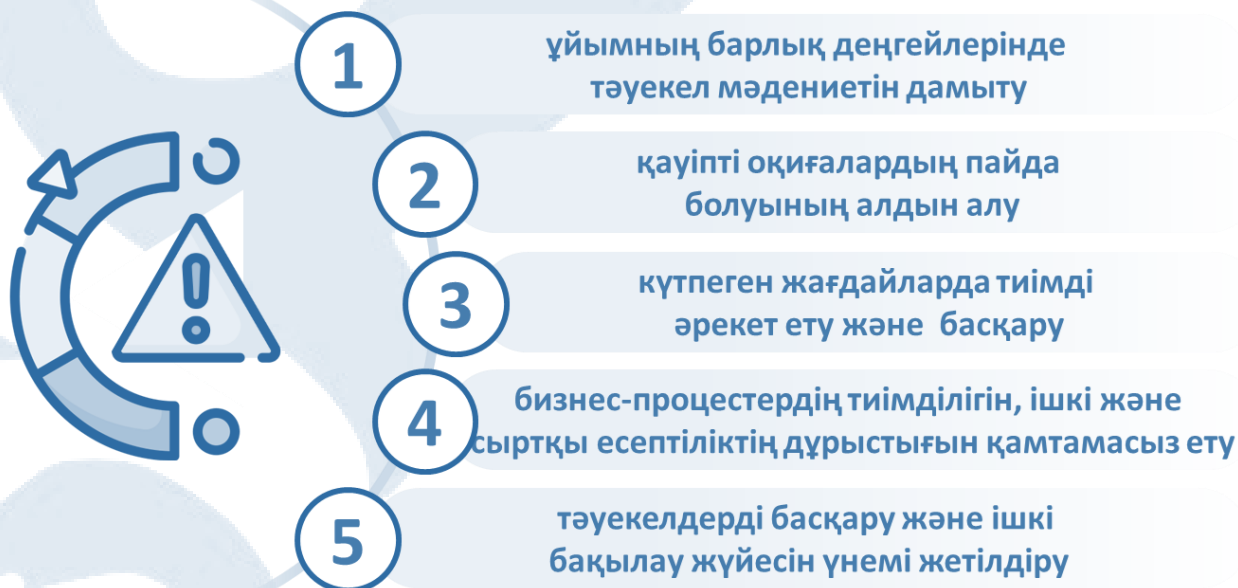 1
ұйымның барлық деңгейлерінде
тәуекел мәдениетін дамыту
2
қауіпті оқиғалардың пайда
болуының алдын алу
3
күтпеген жағдайларда тиімді
әрекет ету және  басқару
4
бизнес-процестердің тиімділігін, ішкі және
сыртқы есептіліктің дұрыстығын қамтамасыз ету
5
тәуекелдерді басқару және ішкі
бақылау жүйесін үнемі жетілдіру